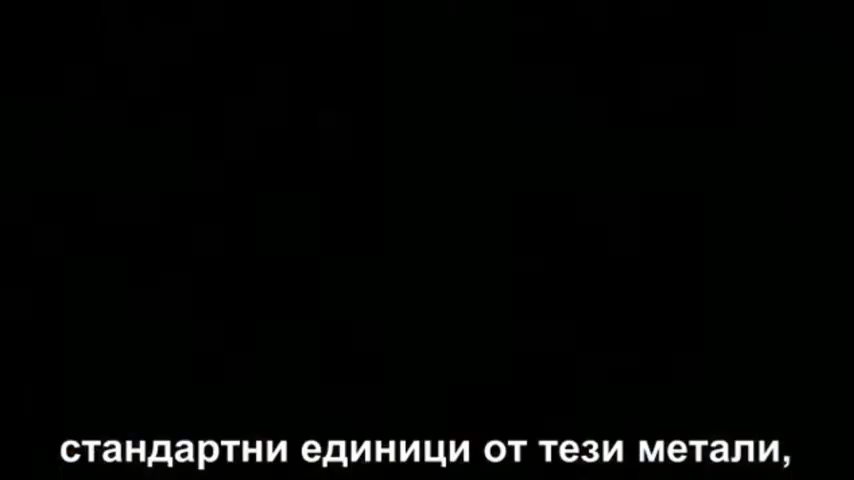 стандартни единици от тези метали,